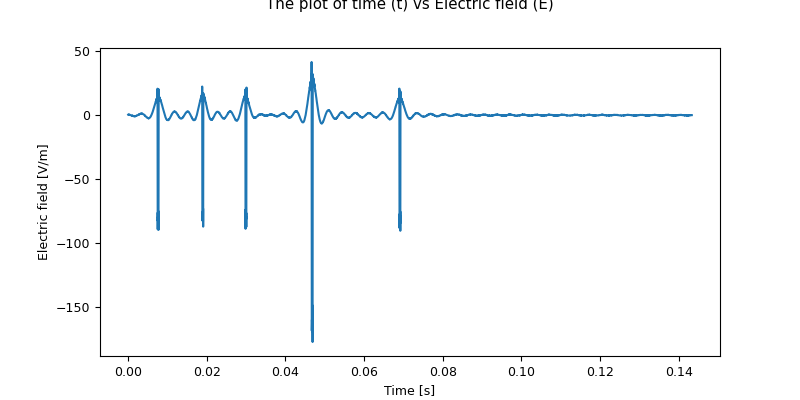 The plot of time (t) vs Electric field (E)
Electric field [V/m]
50
0
−50
−100
−150
0.00 0.02 0.04 0.06 0.08 0.10 0.12 0.14
Time [s]